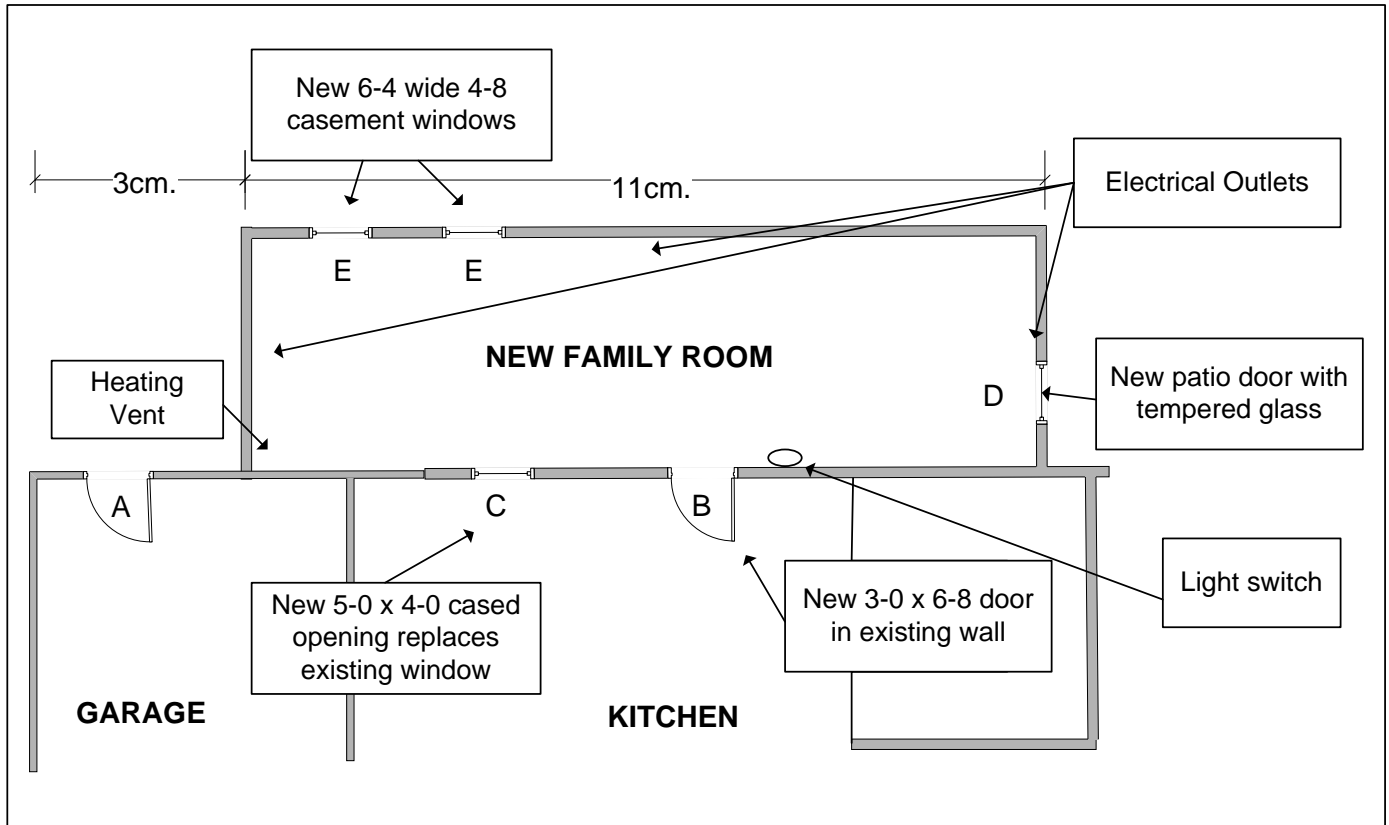 New 6-4 wide 4-8
casement windows
3cm.
11cm.
Electrical Outlets
E
E
NEW FAMILY ROOM
Heating
Vent
D
New patio door with
tempered glass
A
C
B
New 5-0 x 4-0 cased
opening replaces
existing window
New 3-0 x 6-8 door
in existing wall
Light switch
GARAGE
KITCHEN